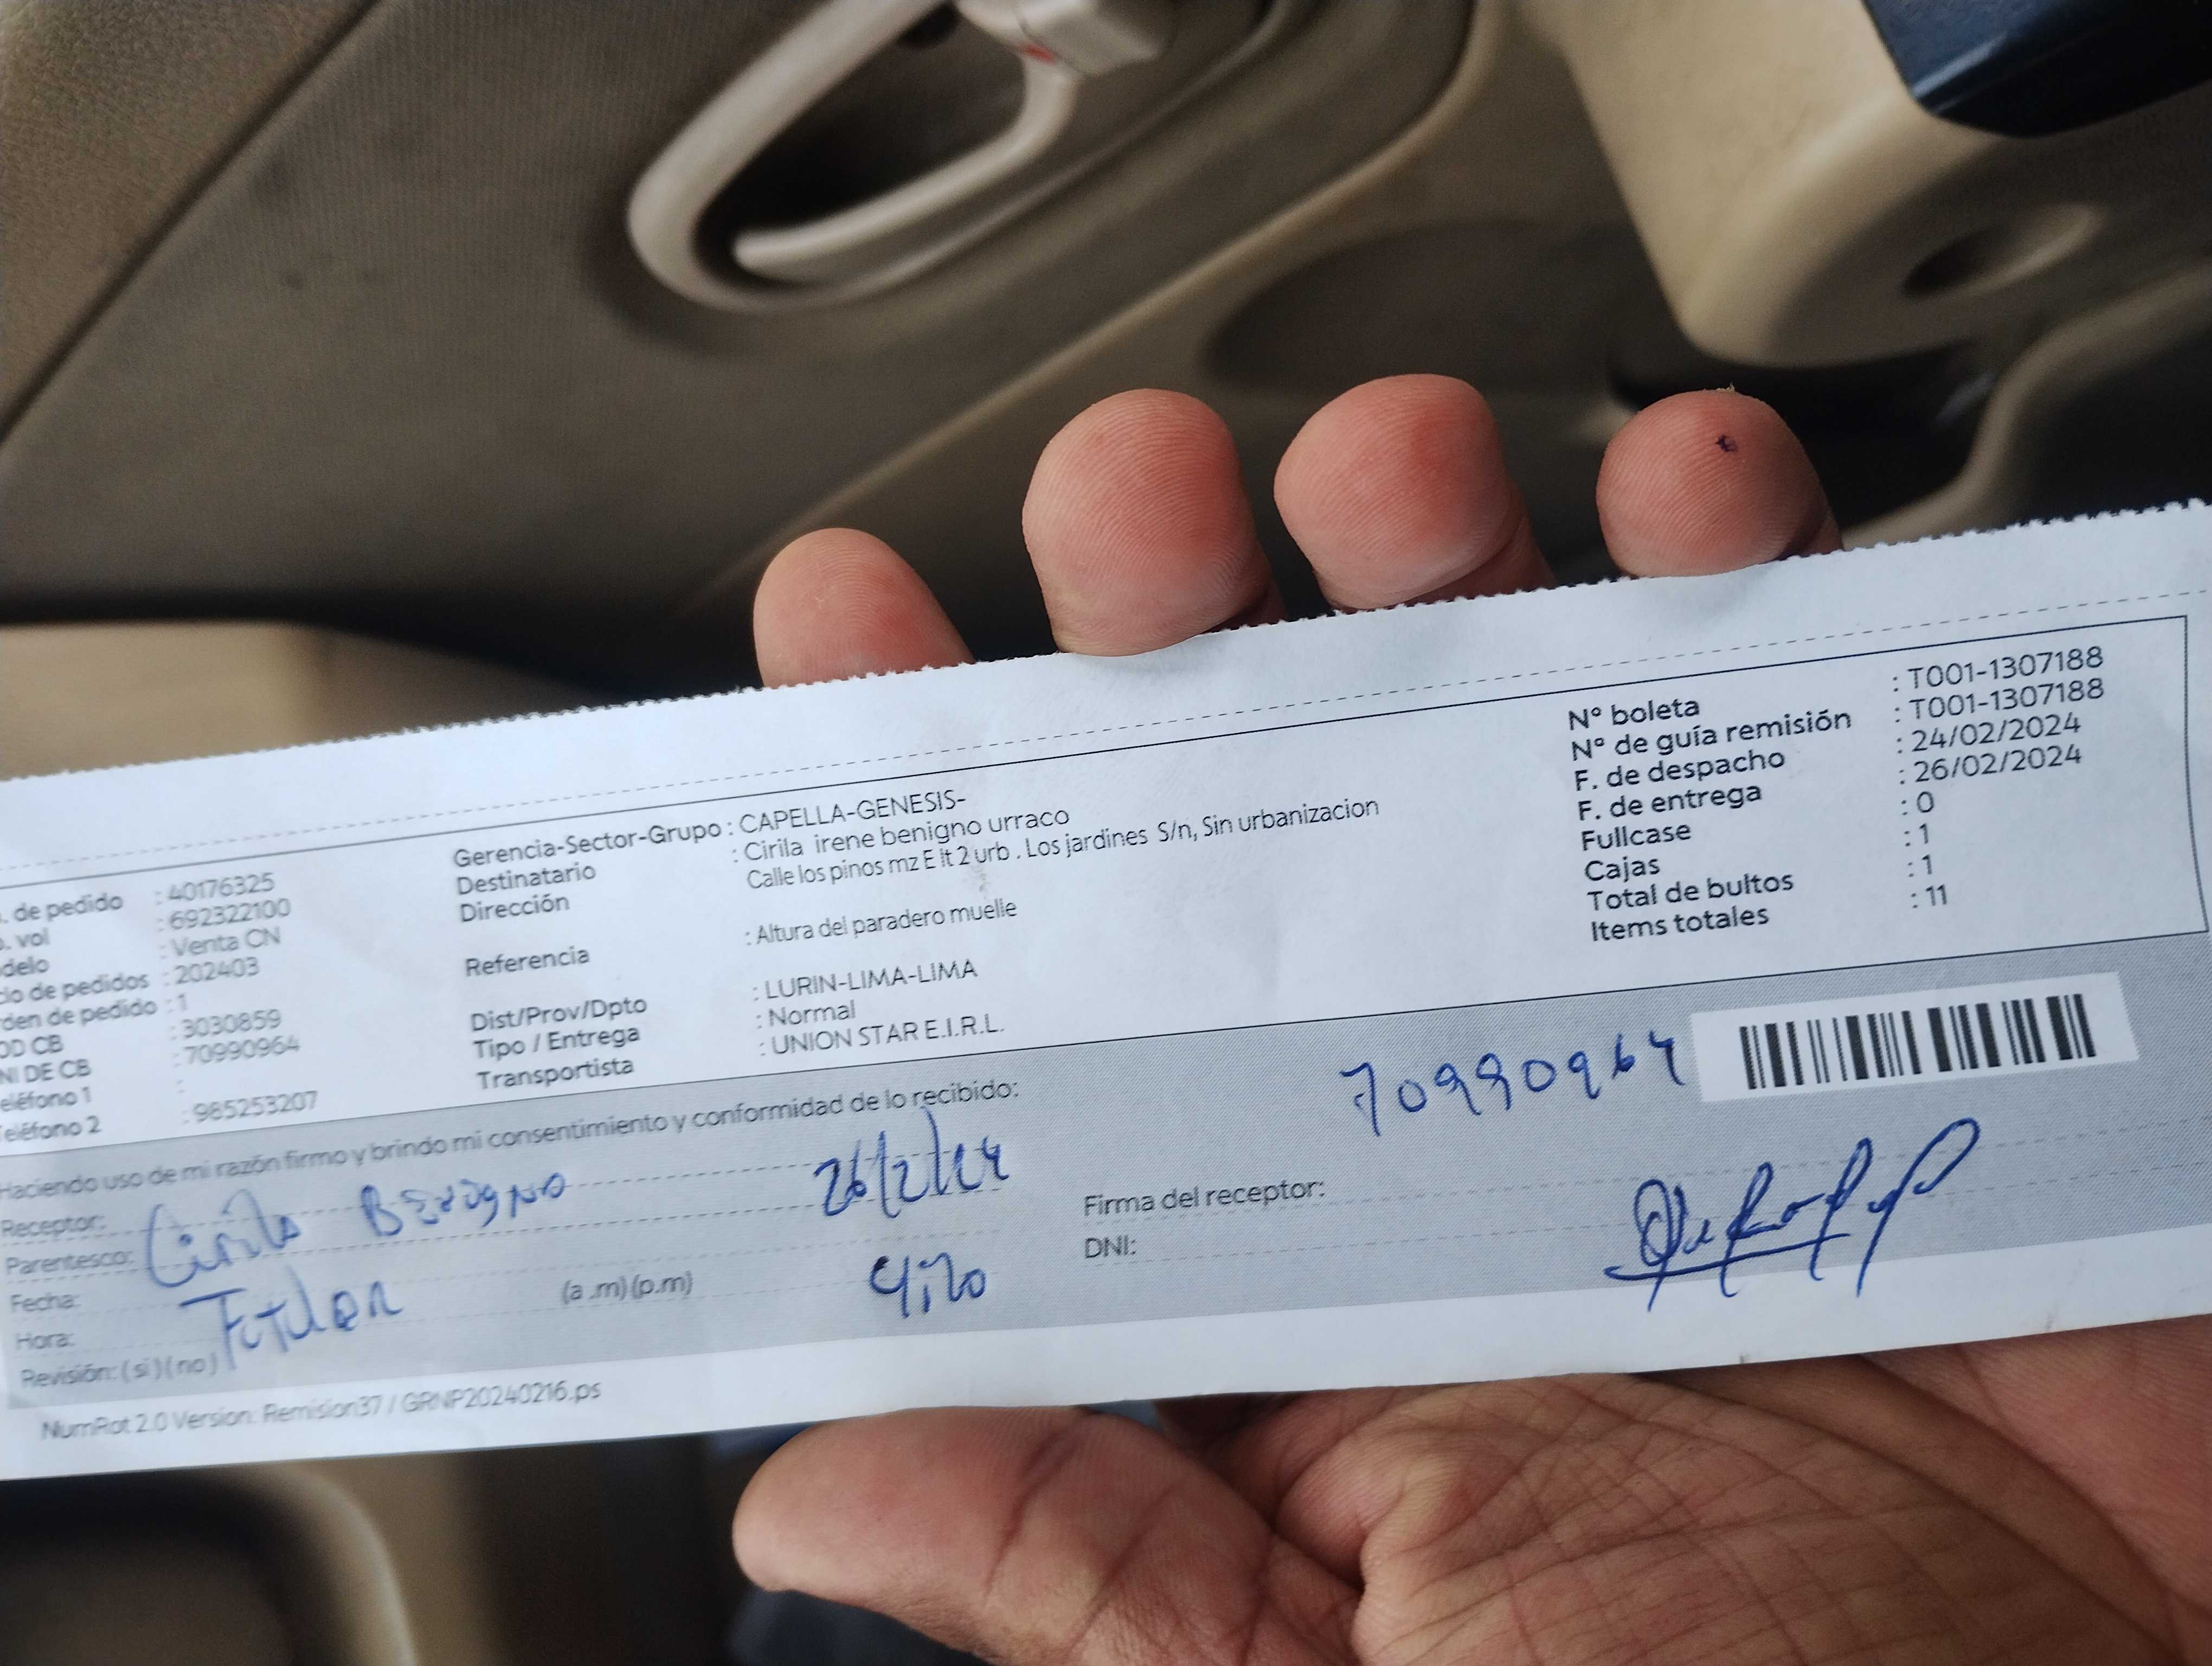 . de pedido : 40176325
. vol : 692322100
delo : Venta CN
io de pedidos : 202403
den de pedido : 1
OD CB : 3030859
NI DE CB : 70990964
eléfono 1 :
eléfono 2 : 985253207
Gerencia-Sector-Grupo : CAPELLA-GENESIS-
Destinatario : Cirila irene benigno urraco
Dirección Calle los pinos mz E lt 2 urb . Los jardines S/n, Sin urbanizacion
Referencia : Altura del paradero muelle
Dist/Prov/Dpto : LURIN-LIMA-LIMA
Tipo / Entrega : Normal
Transportista : UNION STAR E.I.R.L.
N° boleta : T001-1307188
N° de guía remisión : T001-1307188
F. de despacho : 24/02/2024
F. de entrega : 26/02/2024
Fullcase : 0
Cajas : 1
Total de bultos : 1
Items totales : 11
Haciendo uso de mi razón firmo y brindo mi consentimiento y conformidad de lo recibido:
70990964
Receptor: Cirila Benigno
Parentesco:
26/2/24
Fecha:
Titular
Hora: (a .m) (p.m)
Revisión: ( si ) ( no )
Firma del receptor:
DNI:
NumRot 2.0 Version: Remision37 / GRNP20240216.ps